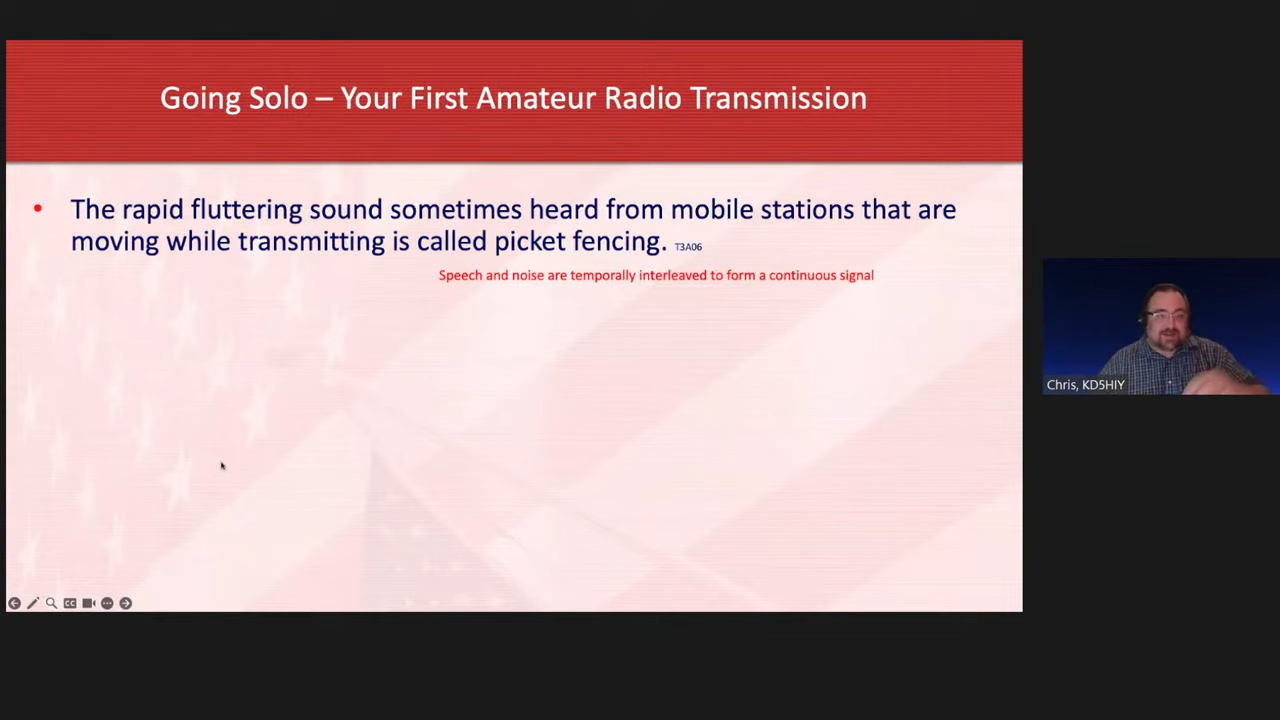 Going Solo – Your First Amateur Radio Transmission
• The rapid fluttering sound sometimes heard from mobile stations that are
moving while transmitting is called picket fencing. T3A06
Speech and noise are temporally interleaved to form a continuous signal
Chris, KD5HIY
CC